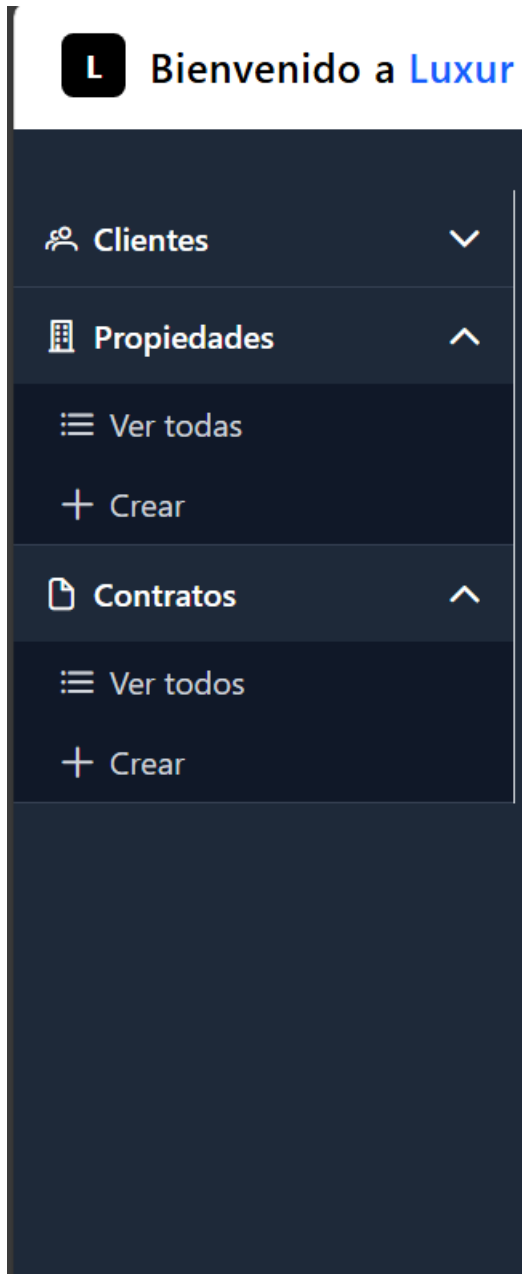 L Bienvenido a Luxur
Clientes
Propiedades
Ver todas
Crear
Contratos
Ver todos
Crear